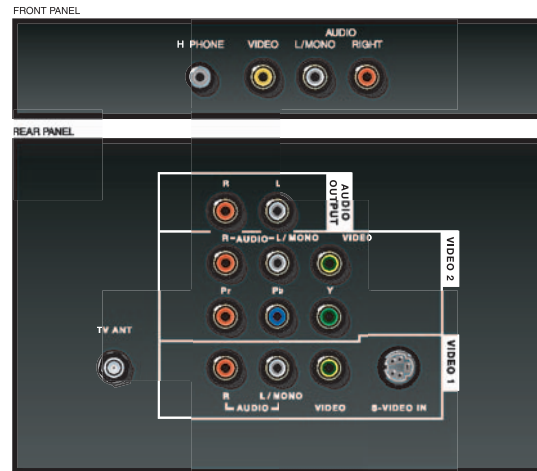 FRONT PANEL
AUDIO
H PHONE VIDEO L/MONO RIGHT
REAR PANEL
R L
AUDIO OUTPUT
R-AUDIO-L/MONO VIDEO
VIDEO 2
Pr Pb Y
TV ANT
VIDEO 1
R L/MONO
AUDIO VIDEO S-VIDEO IN